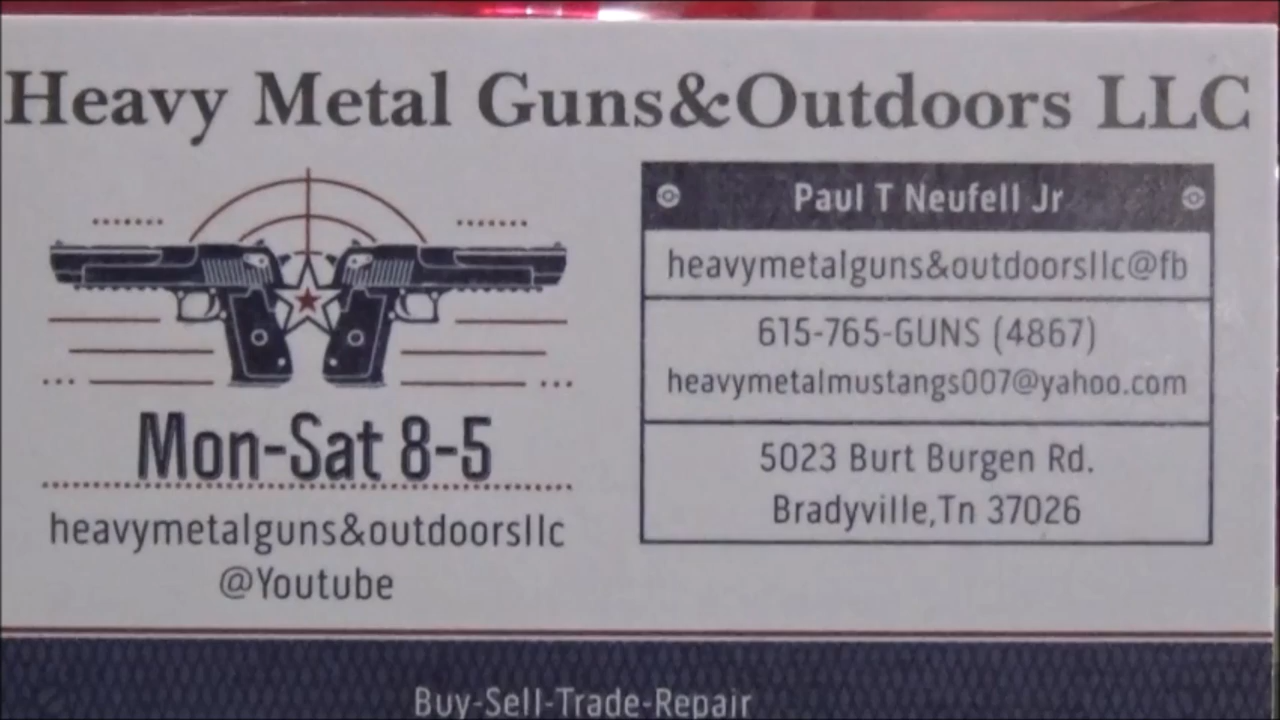 Heavy Metal Guns&Outdoors LLC
Mon-Sat 8-5
heavymetalguns&outdoorsllc
@Youtube
Paul T Neufell Jr
heavymetalguns&outdoorsllc@fb
615-765-GUNS (4867)
heavymetalmustangs007@yahoo.com
5023 Burt Burgen Rd.
Bradyville,Tn 37026
Buy-Sell-Trade-Repair